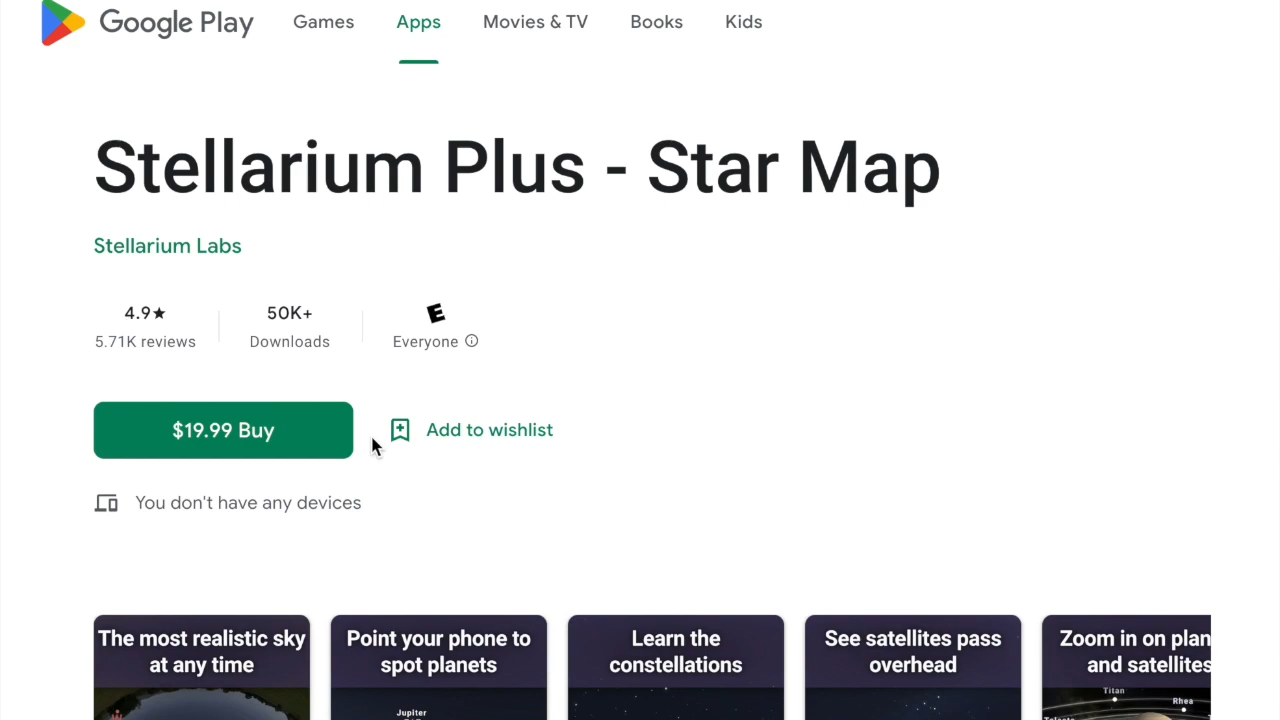 Google Play Games Apps Movies & TV Books Kids
Stellarium Plus - Star Map
Stellarium Labs
4.9★ 50K+ E
5.71K reviews Downloads Everyone
$19.99 Buy Add to wishlist
You don't have any devices
The most realistic sky
at any time
Point your phone to
spot planets
Learn the
constellations
See satellites pass
overhead
Zoom in on plan
and satellites
Jupiter
Titan
Rhea